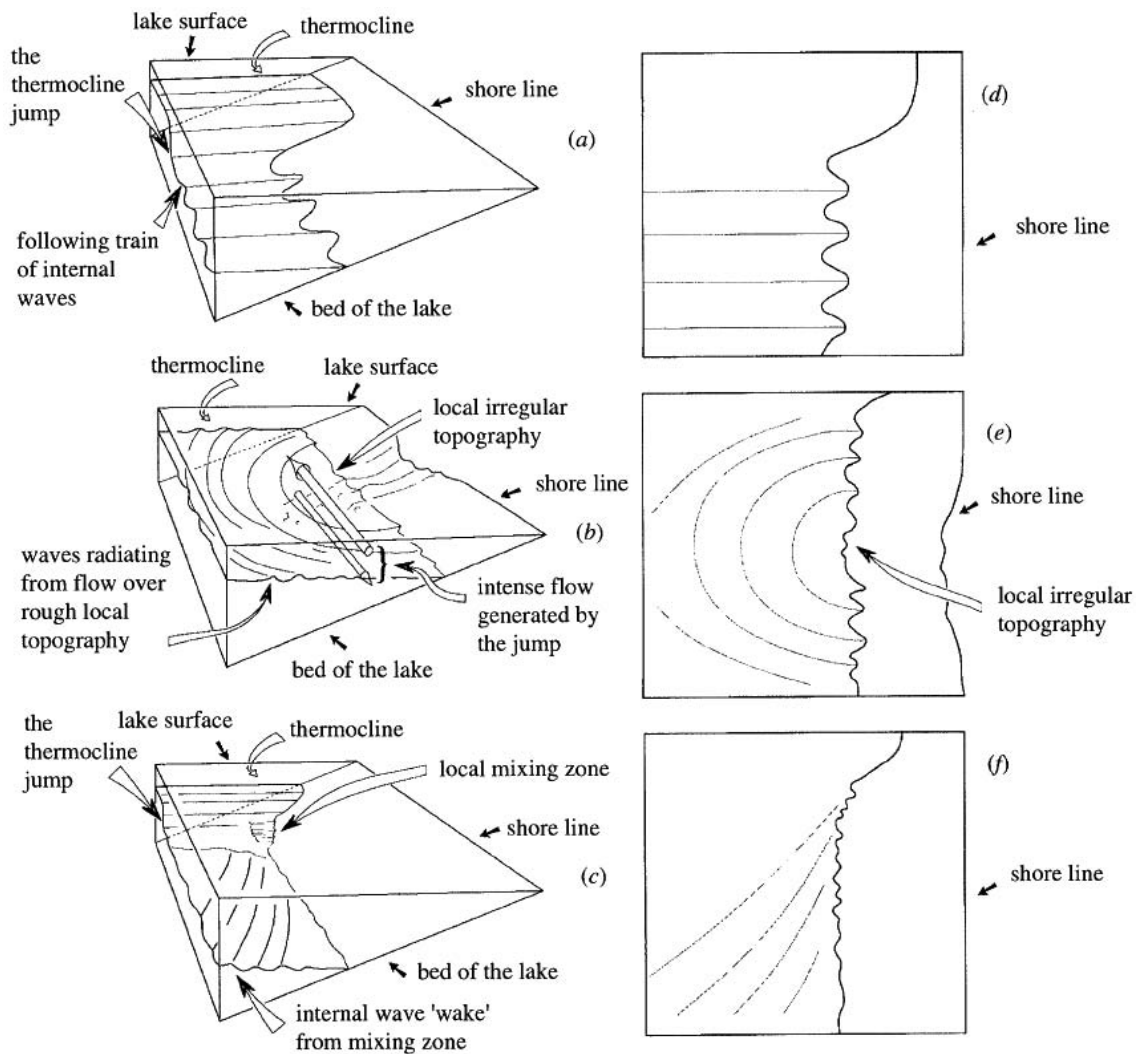 lake surface
thermocline
the
thermocline
jump
shore line
(a)
following train
of internal
waves
bed of the lake
(d)
shore line
thermocline
lake surface
local irregular
topography
shore line
(b)
waves radiating
from flow over
rough local
topography
intense flow
generated by
the jump
bed of the lake
(e)
shore line
local irregular
topography
the
thermocline
jump
lake surface
thermocline
local mixing zone
shore line
(c)
bed of the lake
internal wave 'wake'
from mixing zone
(f)
shore line